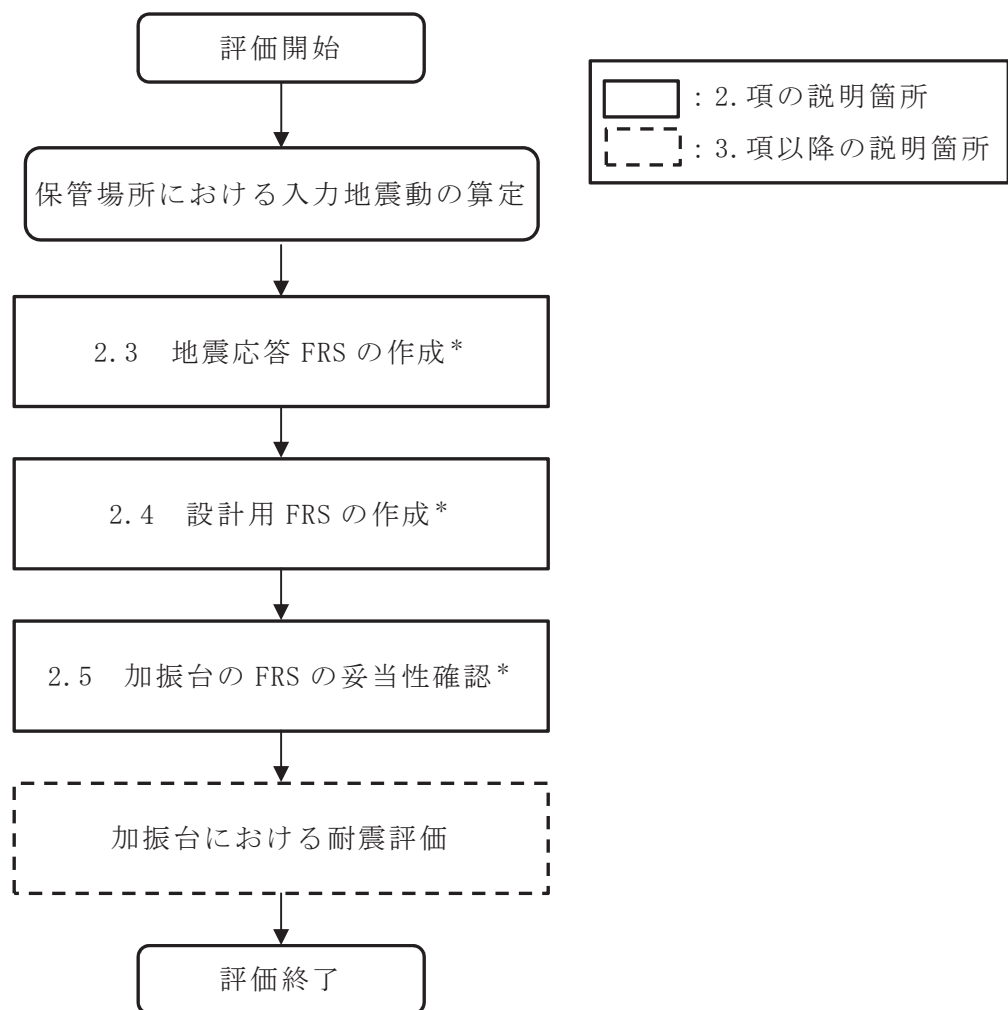 評価開始
：2.項の説明箇所
：3.項以降の説明箇所
保管場所における入力地震動の算定
2.3　地震応答 FRS の作成*
2.4　設計用 FRS の作成*
2.5　加振台の FRS の妥当性確認*
加振台における耐震評価
評価終了